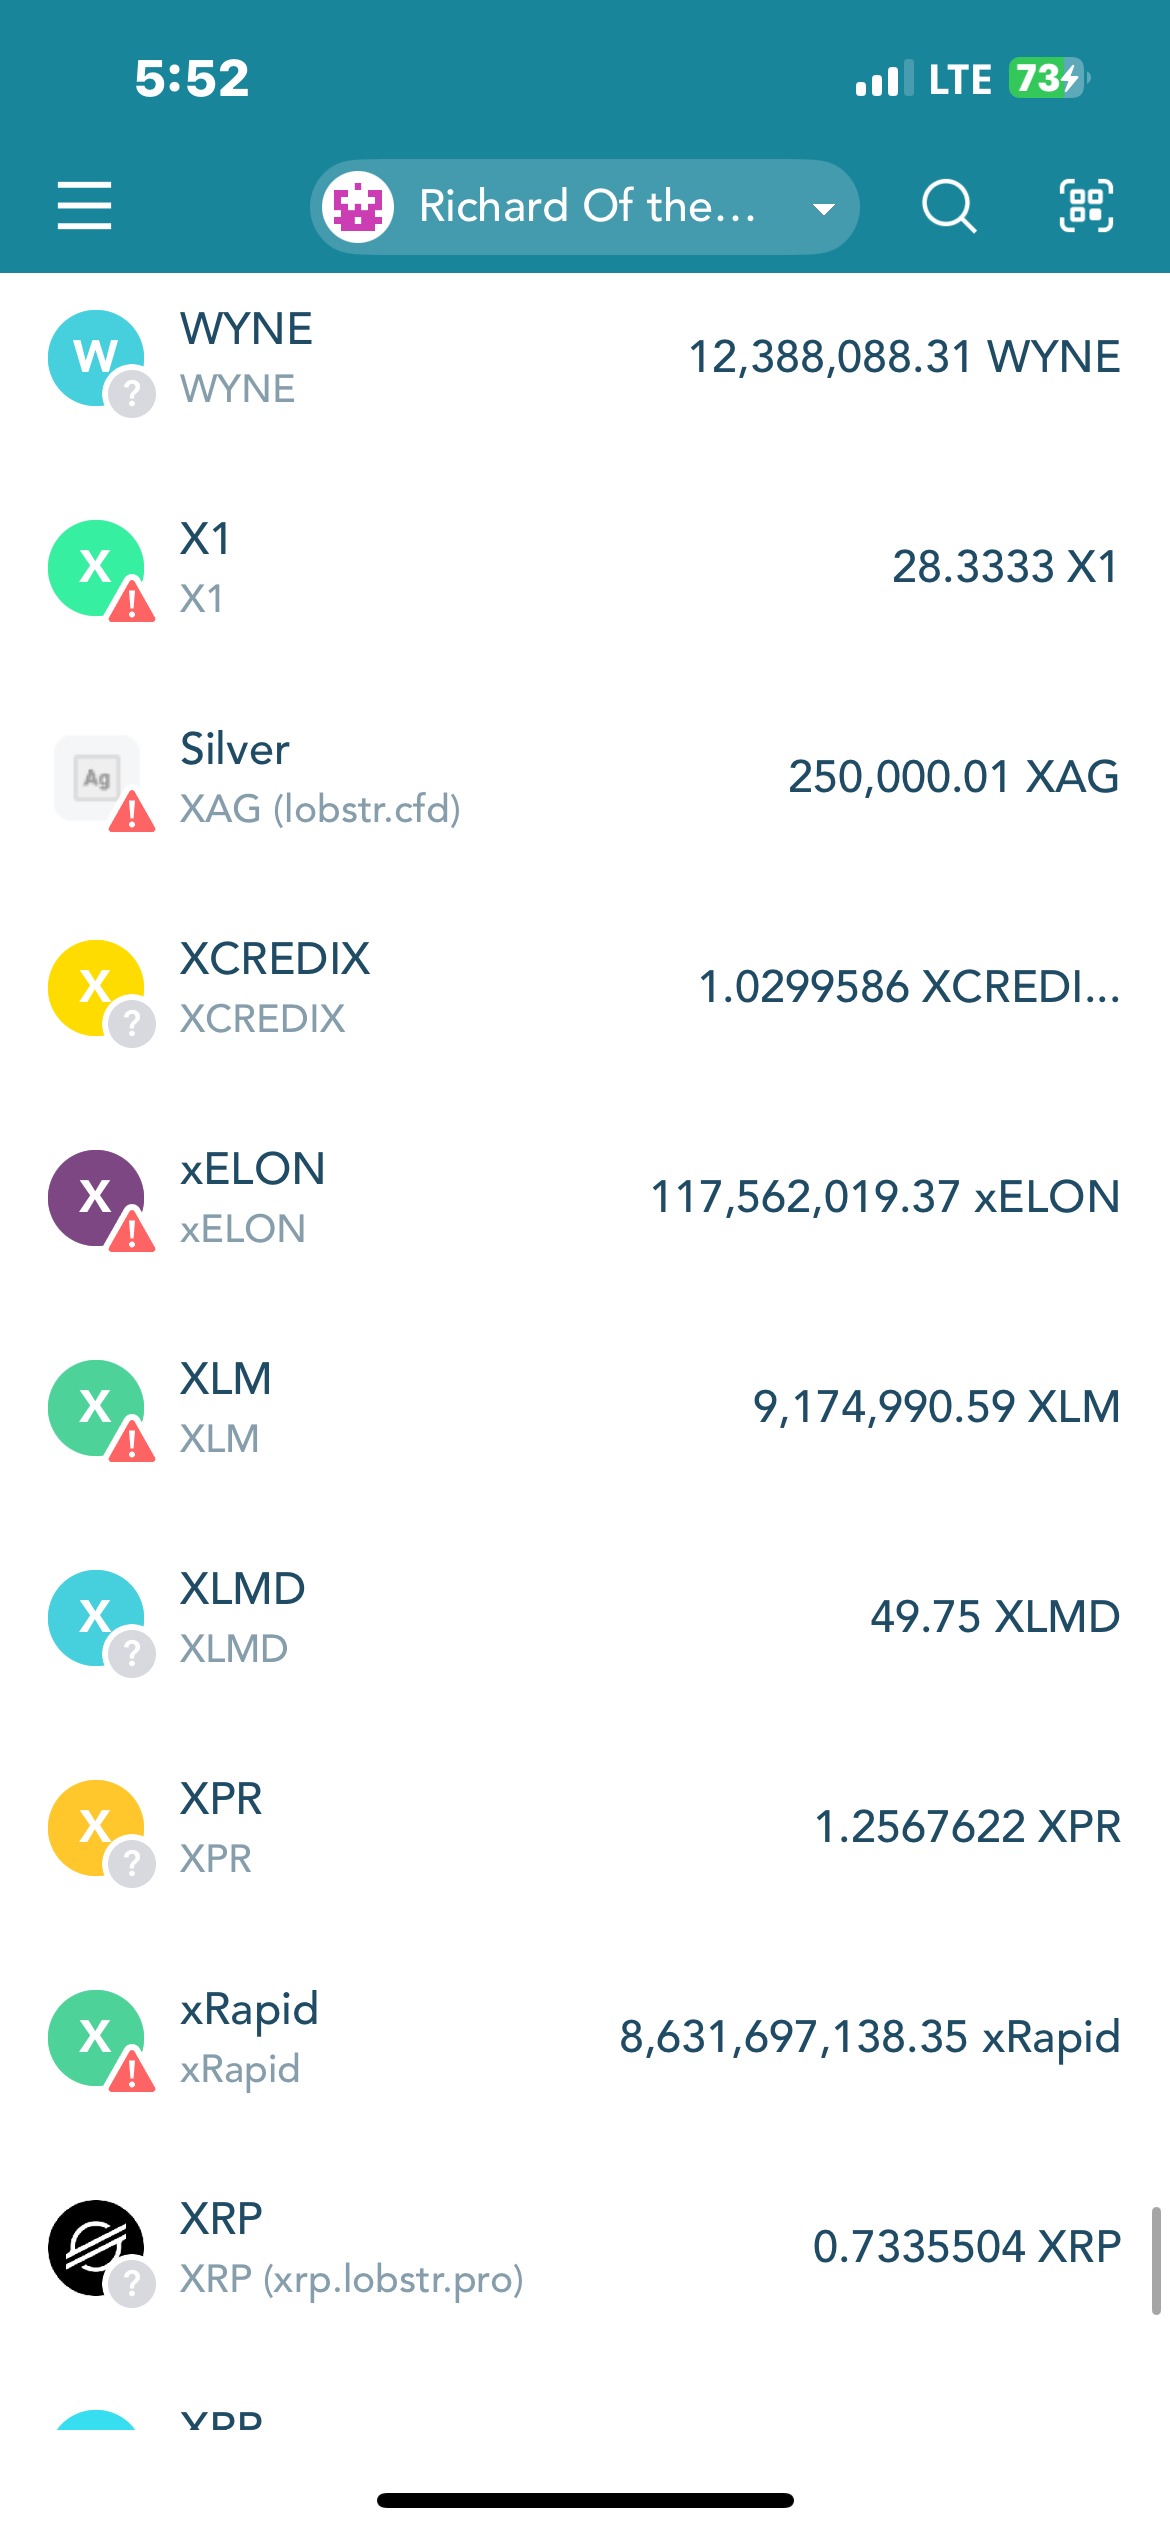 5:52
LTE 73
Richard Of the...
W
?
WYNE
WYNE
12,388,088.31 WYNE
X
!
X1
X1
28.3333 X1
Ag
!
Silver
XAG (lobstr.cfd)
250,000.01 XAG
X
?
XCREDIX
XCREDIX
1.0299586 XCREDI...
X
!
xELON
xELON
117,562,019.37 xELON
X
!
XLM
XLM
9,174,990.59 XLM
X
?
XLMD
XLMD
49.75 XLMD
X
?
XPR
XPR
1.2567622 XPR
X
!
xRapid
xRapid
8,631,697,138.35 xRapid
?
XRP
XRP (xrp.lobstr.pro)
0.7335504 XRP